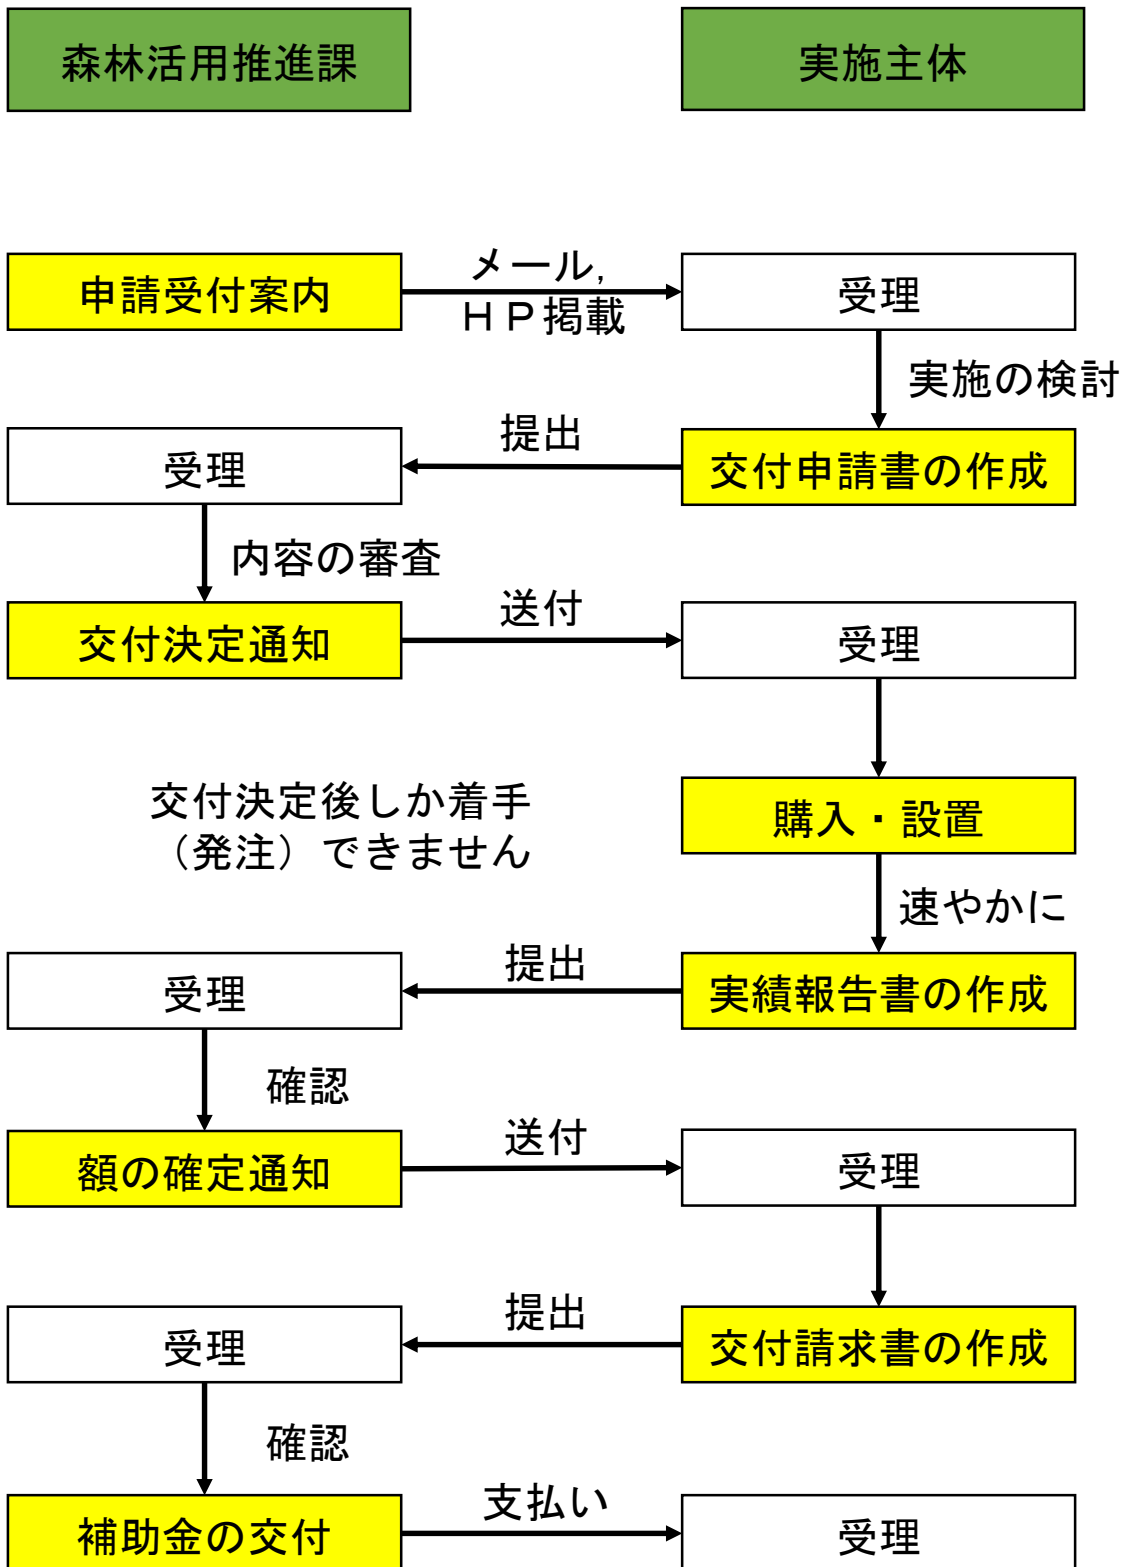 森林活用推進課
実施主体
申請受付案内
メール,
ＨＰ掲載
受理
実施の検討
交付申請書の作成
提出
受理
内容の審査
交付決定通知
送付
受理
交付決定後しか着手
（発注）できません
購入・設置
速やかに
実績報告書の作成
提出
受理
確認
額の確定通知
送付
受理
交付請求書の作成
提出
受理
確認
補助金の交付
支払い
受理